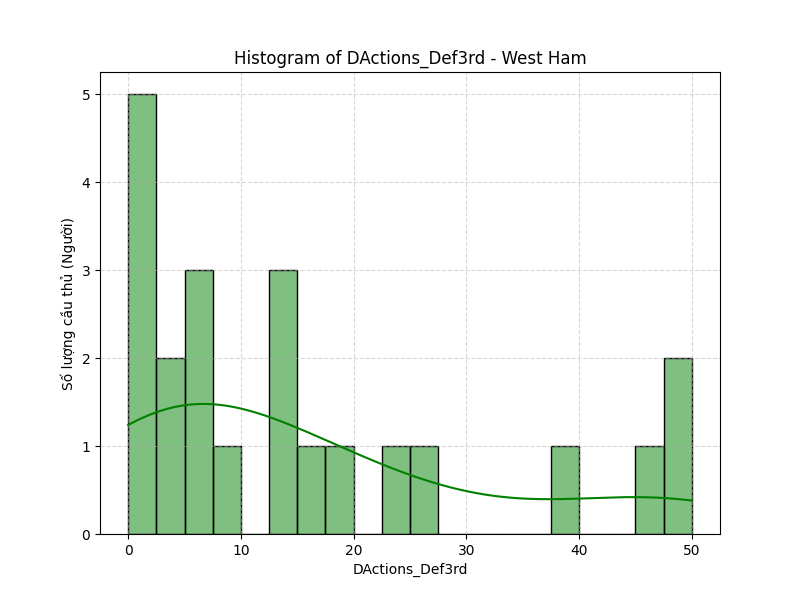 Histogram of DActions_Def3rd - West Ham
Số lượng cầu thủ (Người)
5
4
3
2
1
0
0 10 20 30 40 50
DActions_Def3rd